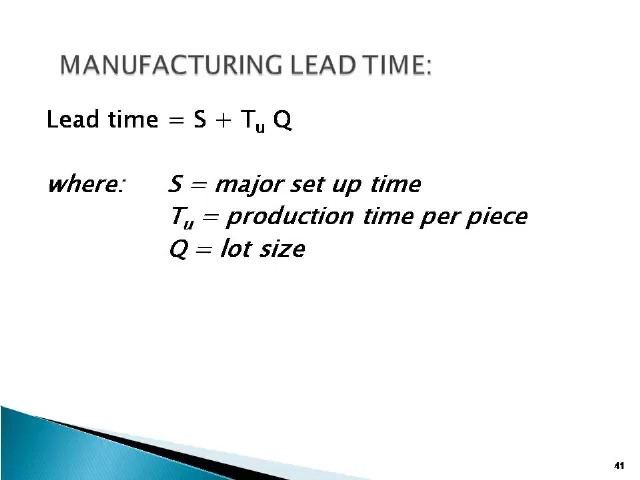 MANUFACTURING LEAD TIME:
Lead time = S + Tu Q
where: S = major set up time
Tu = production time per piece
Q = lot size
41